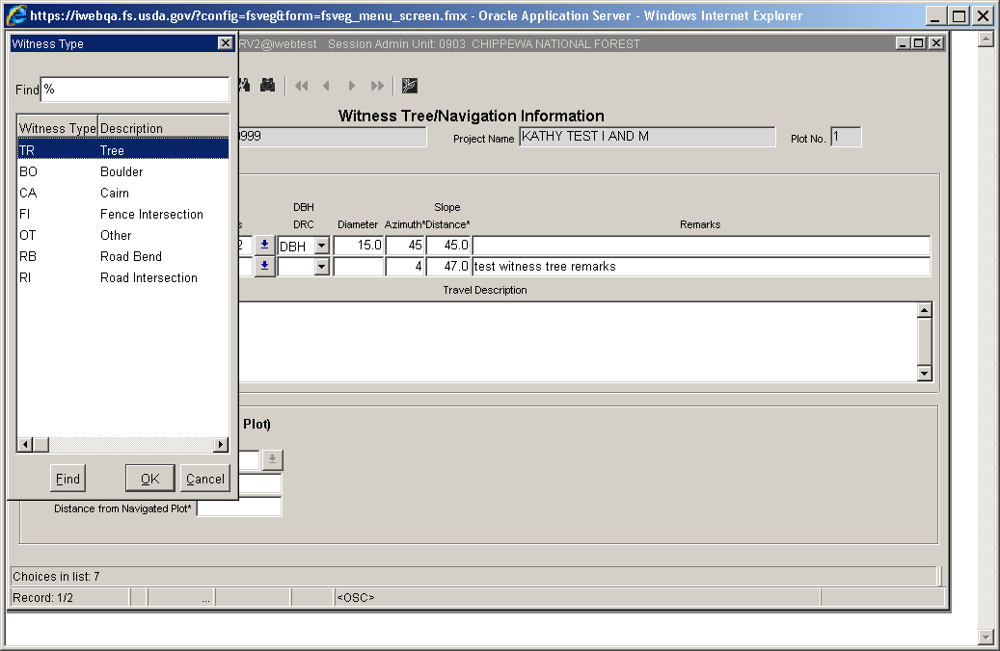 https://iwebqa.fs.usda.gov/?config=fsveg&form=fsveg_menu_screen.fmx - Oracle Application Server - Windows Internet Explorer
Witness Type
RV2@iwebtest Session Admin Unit: 0903 CHIPPEWA NATIONAL FOREST
Find %
Witness Tree/Navigation Information
Witness Type Description
999 Project Name KATHY TEST I AND M Plot No. 1
TR Tree
BO Boulder
CA Cairn
FI Fence Intersection
OT Other
RB Road Bend
RI Road Intersection
DBH Slope
s DRC Diameter Azimuth* Distance* Remarks
2 DBH 15.0 45 45.0
4 47.0 test witness tree remarks
Travel Description
Plot)
Find OK Cancel
Distance from Navigated Plot*
Choices in list: 7
Record: 1/2 ... <OSC>